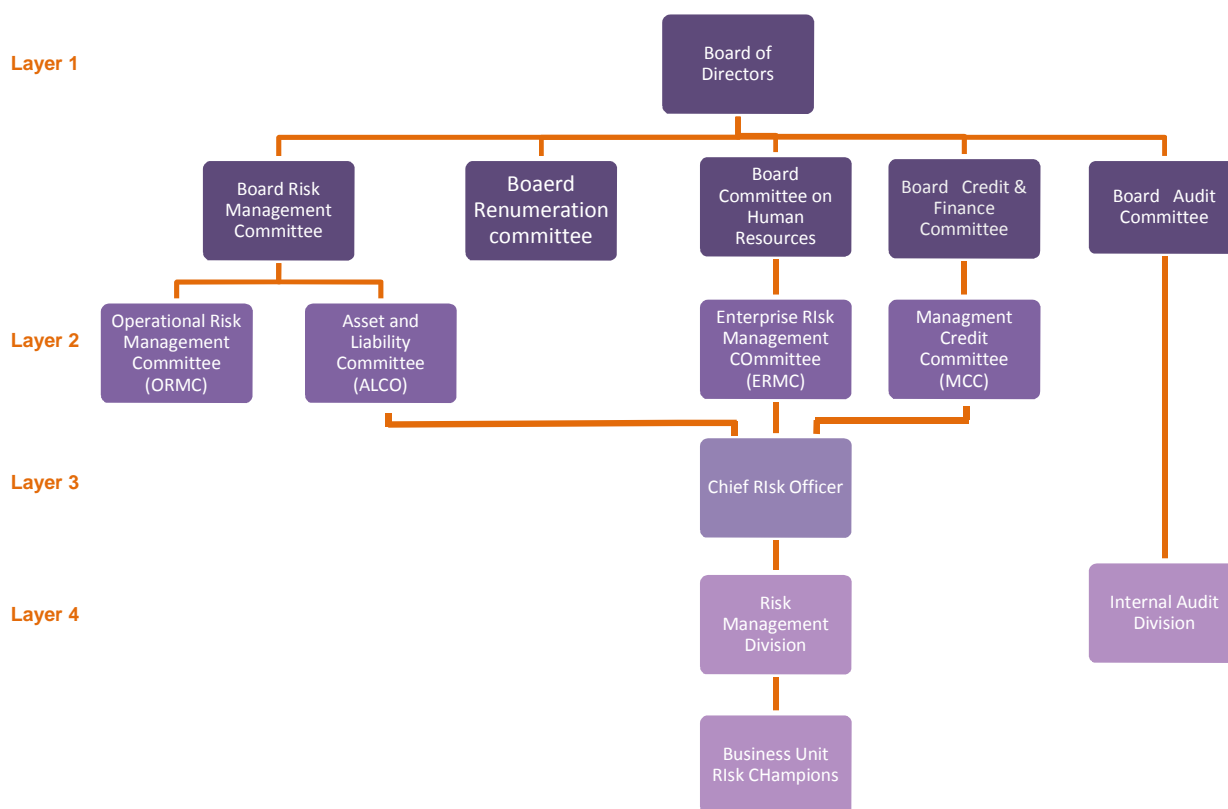 Layer 1
Board of
Directors
Board Risk
Management
Committee
Boaerd
Renumeration
committee
Board
Committee on
Human
Resources
Board Credit &
Finance
Committee
Board Audit
Committee
Layer 2
Operational Risk
Management
Committee
(ORMC)
Asset and
Liability
Committee
(ALCO)
Enterprise RIsk
Management
COmmittee
(ERMC)
Managment
Credit
Committee
(MCC)
Layer 3
Chief RIsk Officer
Layer 4
Risk
Management
Division
Internal Audit
Division
Business Unit
RIsk CHampions